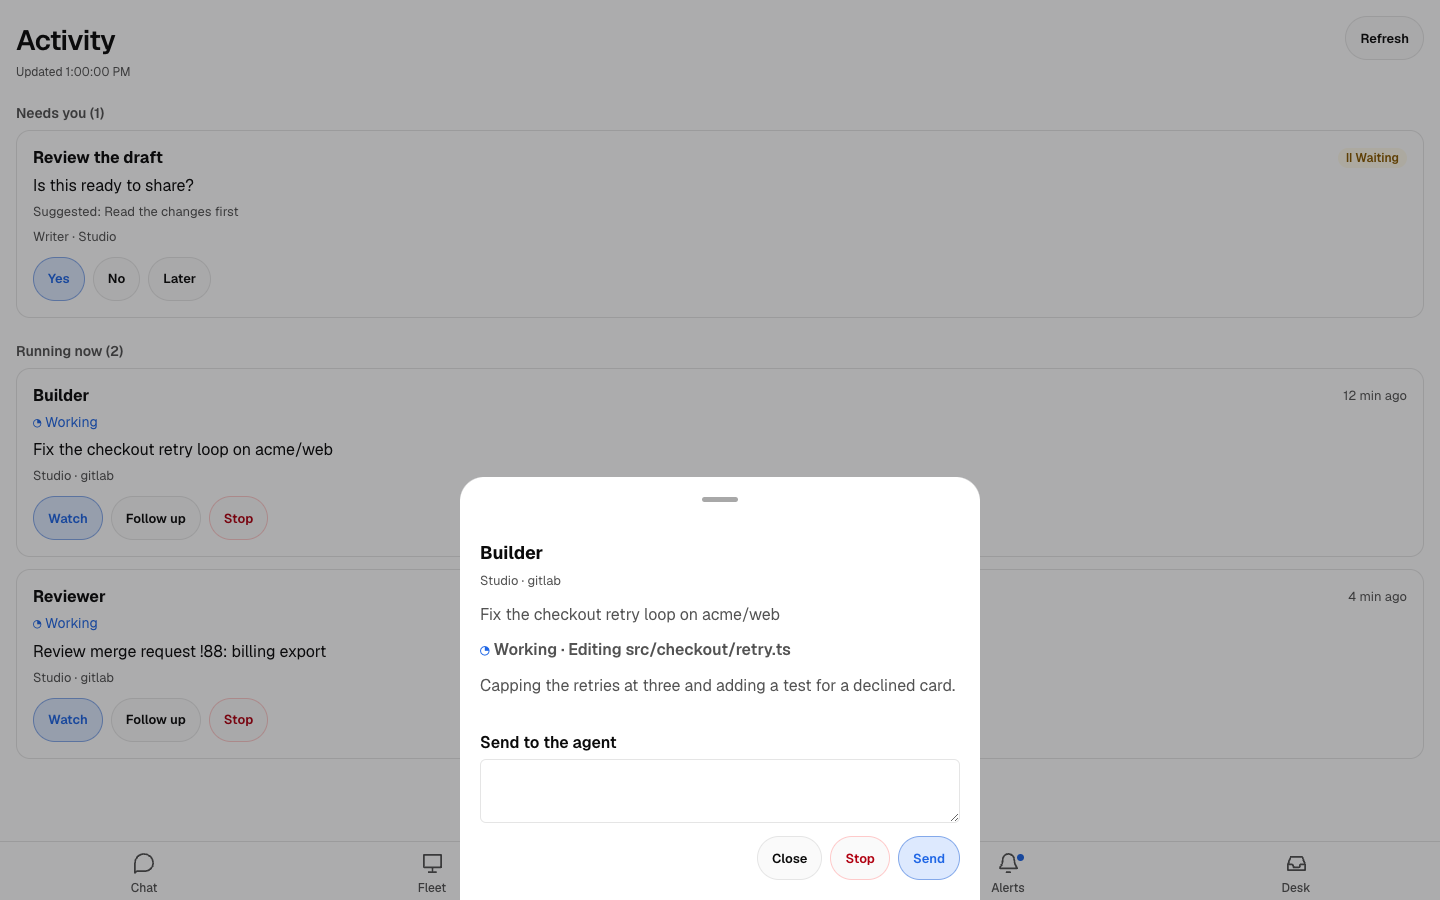 Activity
Refresh
Updated 1:00:00 PM
Needs you (1)
Review the draft
Waiting
Is this ready to share?
Suggested: Read the changes first
Writer · Studio
Yes
No
Later
Running now (2)
Builder
12 min ago
Working
Fix the checkout retry loop on acme/web
Studio · gitlab
Watch
Follow up
Stop
Reviewer
4 min ago
Working
Review merge request !88: billing export
Studio · gitlab
Watch
Follow up
Stop
Builder
Studio · gitlab
Fix the checkout retry loop on acme/web
Working · Editing src/checkout/retry.ts
Capping the retries at three and adding a test for a declined card.
Send to the agent
Close
Stop
Send
Chat
Fleet
Alerts
Desk